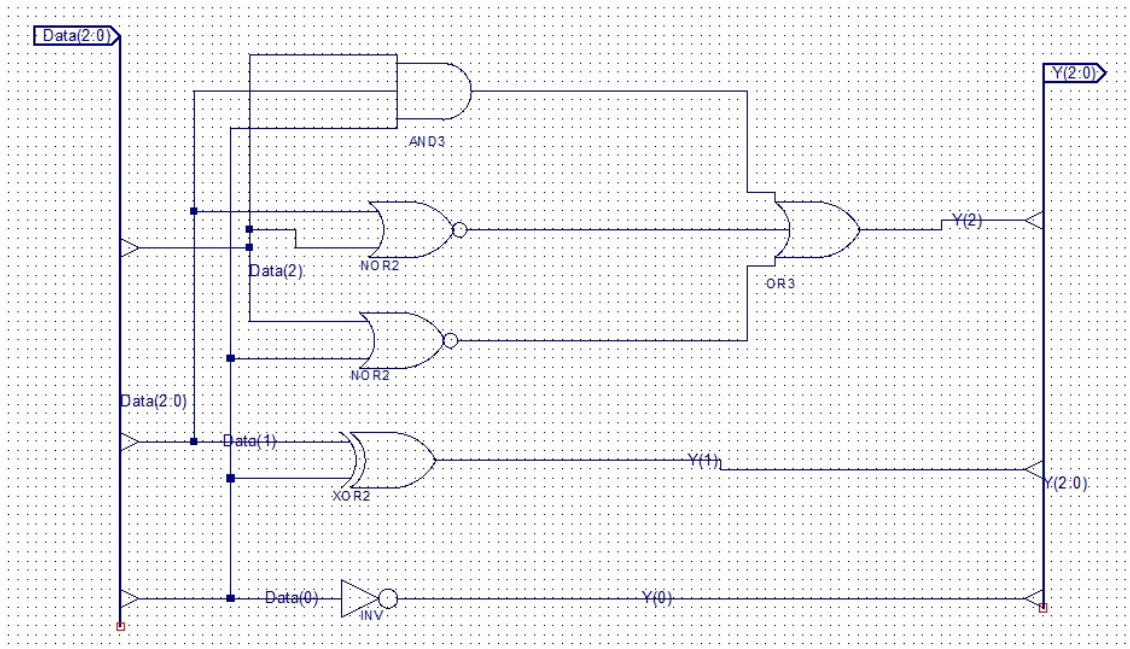 Data(2:0)
Y(2:0)
AND3
Y(2)
NOR2
Data(2)
OR3
NOR2
Data(2:0)
Data(1)
Y(1)
XOR2
Y(2:0)
Data(0)
Y(0)
INV